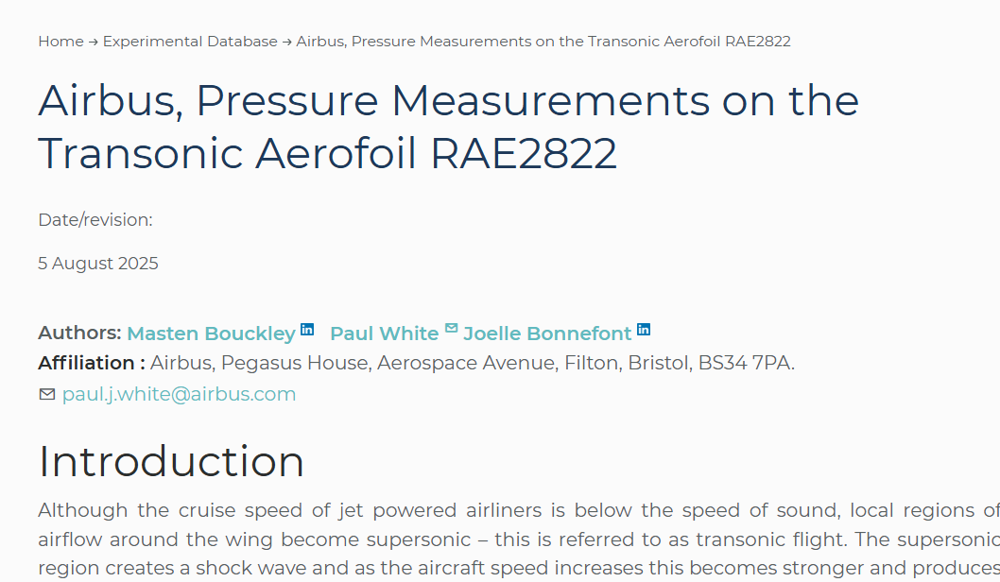 Home → Experimental Database → Airbus, Pressure Measurements on the Transonic Aerofoil RAE2822
Airbus, Pressure Measurements on the
Transonic Aerofoil RAE2822
Date/revision:
5 August 2025
Authors: Masten Bouckley in Paul White Joelle Bonnefont in
Affiliation : Airbus, Pegasus House, Aerospace Avenue, Filton, Bristol, BS34 7PA.
paul.j.white@airbus.com
Introduction
Although the cruise speed of jet powered airliners is below the speed of sound, local regions of
airflow around the wing become supersonic – this is referred to as transonic flight. The supersonic
region creates a shock wave and as the aircraft speed increases this becomes stronger and produces